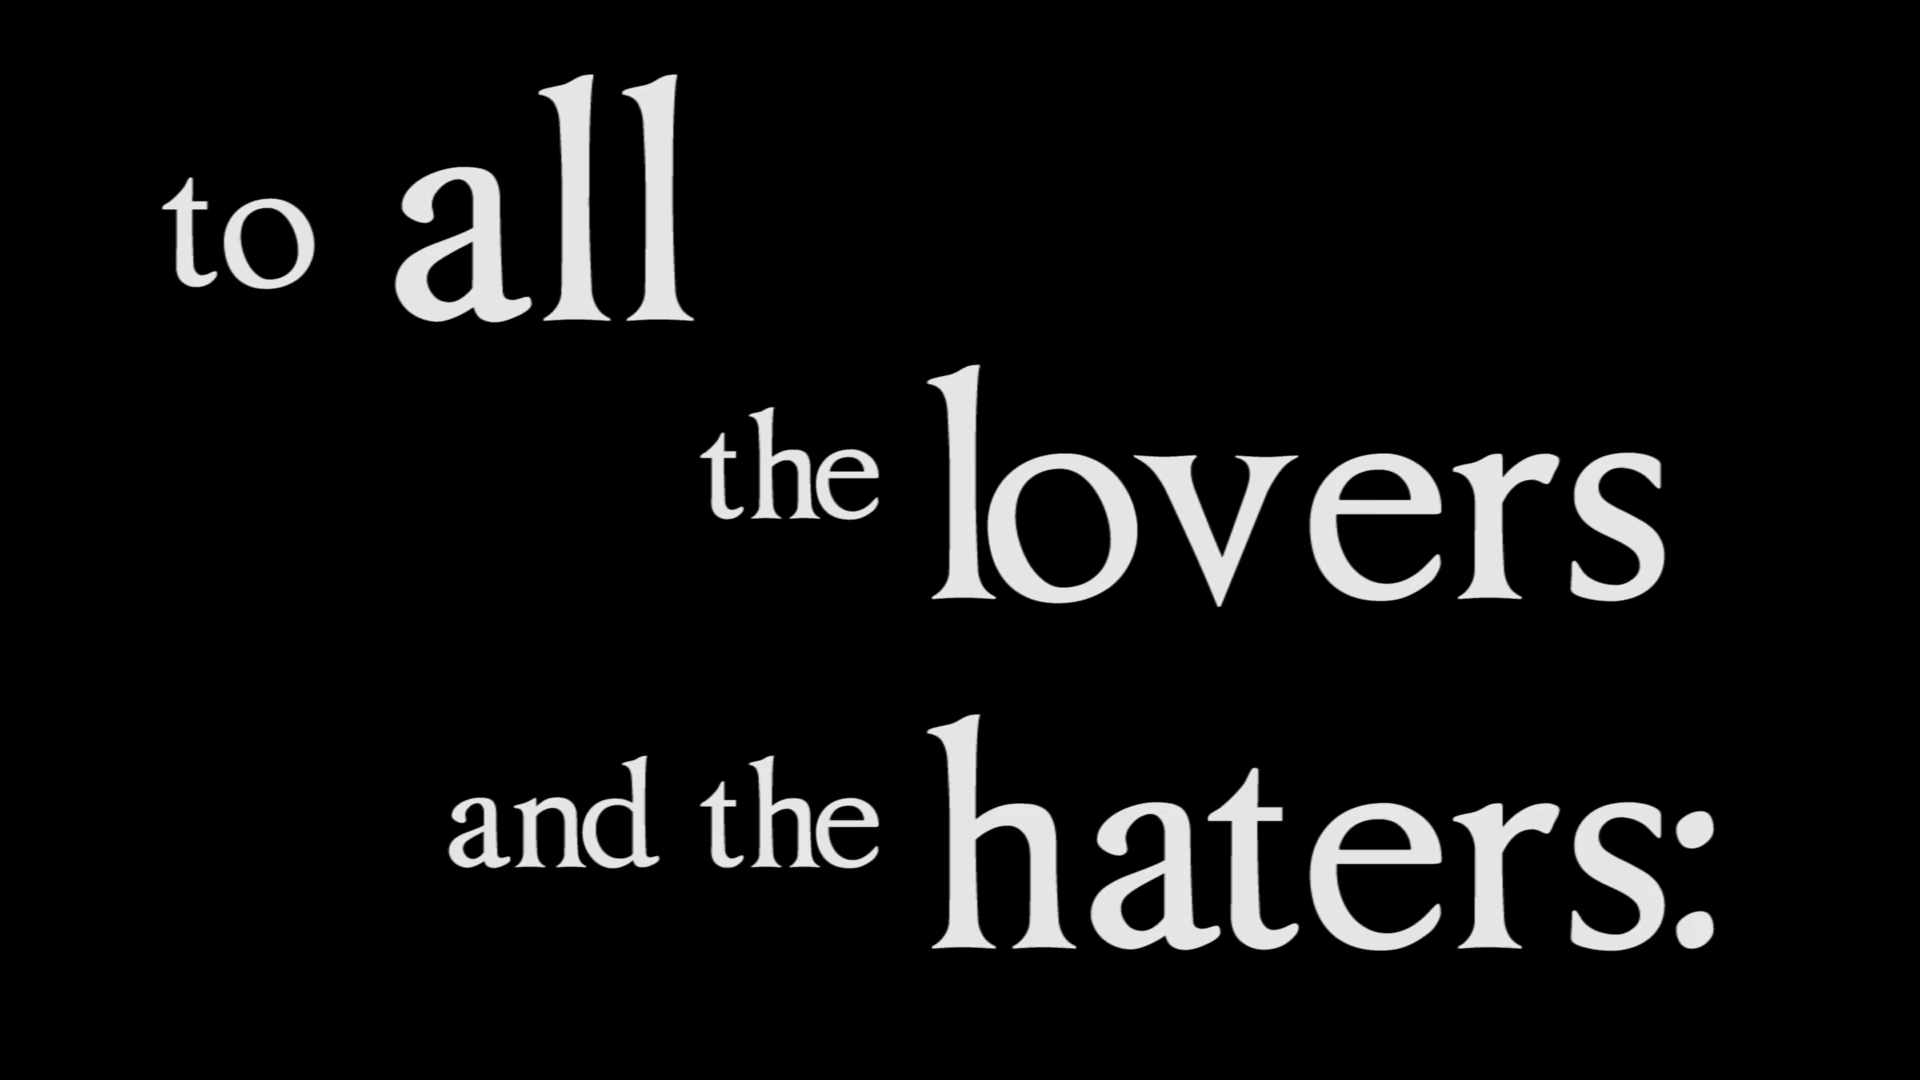 to all
the lovers
and the haters: